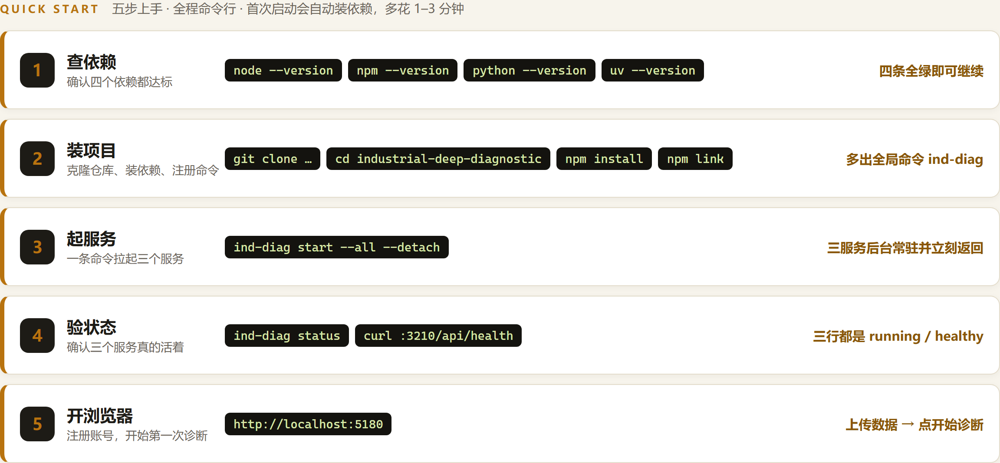 QUICK START 五步上手 · 全程命令行 · 首次启动会自动装依赖，多花 1–3 分钟
1
查依赖
确认四个依赖都达标
node --version npm --version python --version uv --version
四条全绿即可继续
2
装项目
克隆仓库、装依赖、注册命令
git clone … cd industrial-deep-diagnostic npm install npm link
多出全局命令 ind-diag
3
起服务
一条命令拉起三个服务
ind-diag start --all --detach
三服务后台常驻并立刻返回
4
验状态
确认三个服务真的活着
ind-diag status curl :3210/api/health
三行都是 running / healthy
5
开浏览器
注册账号，开始第一次诊断
http://localhost:5180
上传数据 → 点开始诊断